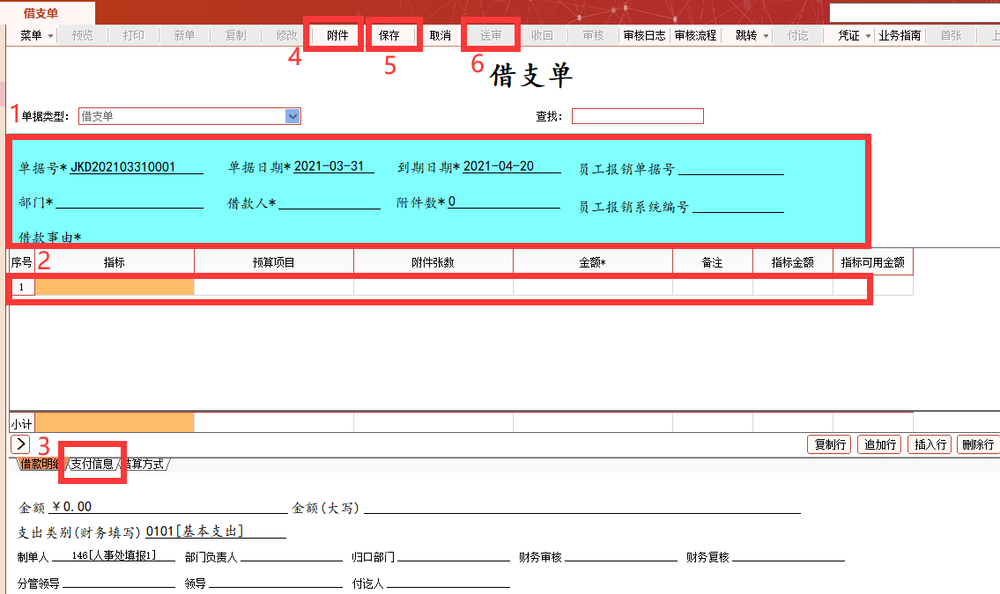 借支单
菜单 预览 打印 新单 复制 修改 附件 保存 取消 送审 收回 审核 审核日志 审核流程 跳转 付讫 凭证 业务指南 首张 上
4 5 6
借支单
1 单据类型： 借支单 查找：
单据号* JKD202103310001 单据日期* 2021-03-31 到期日期* 2021-04-20 员工报销单据号
部门* 借款人* 附件数* 0 员工报销系统编号
借款事由*
序号 2 指标 预算项目 附件张数 金额* 备注 指标金额 指标可用金额
1
小计
3 复制行 追加行 插入行 删除行
借款明细 支付信息 结算方式
金额 ￥0.00 金额(大写)
支出类别(财务填写) 0101[基本支出]
制单人 146[人事处填报1] 部门负责人 归口部门 财务审核 财务复核
分管领导 领导 付讫人